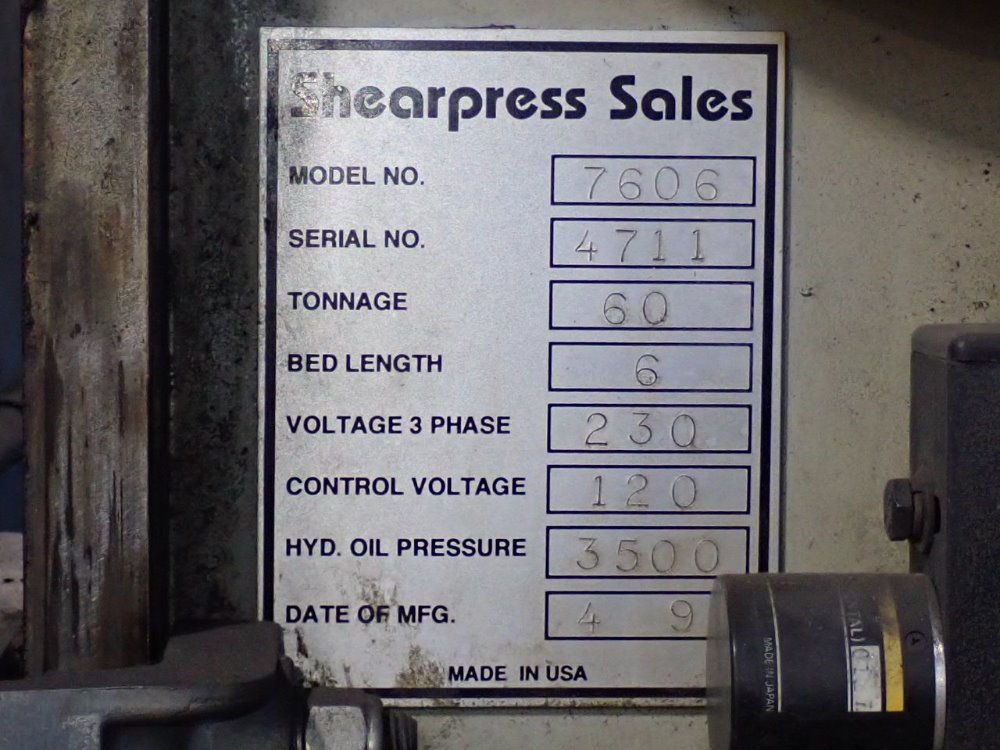 Shearpress Sales
MODEL NO. 7606
SERIAL NO. 4711
TONNAGE 60
BED LENGTH 6
VOLTAGE 3 PHASE 230
CONTROL VOLTAGE 120
HYD. OIL PRESSURE 3500
DATE OF MFG. 4 9
MADE IN USA
MADE IN JAPAN